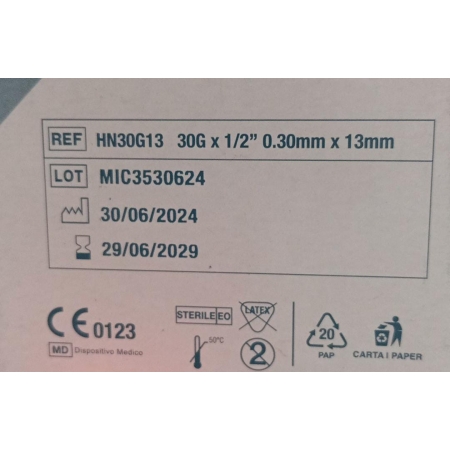 REF HN30G13 30G x 1/2” 0.30mm x 13mm
LOT MIC3530624
30/06/2024
29/06/2029
CE 0123
MD Dispositivo Medico
STERILE EO
LATEX
50°C
2
20
PAP
CARTA I PAPER